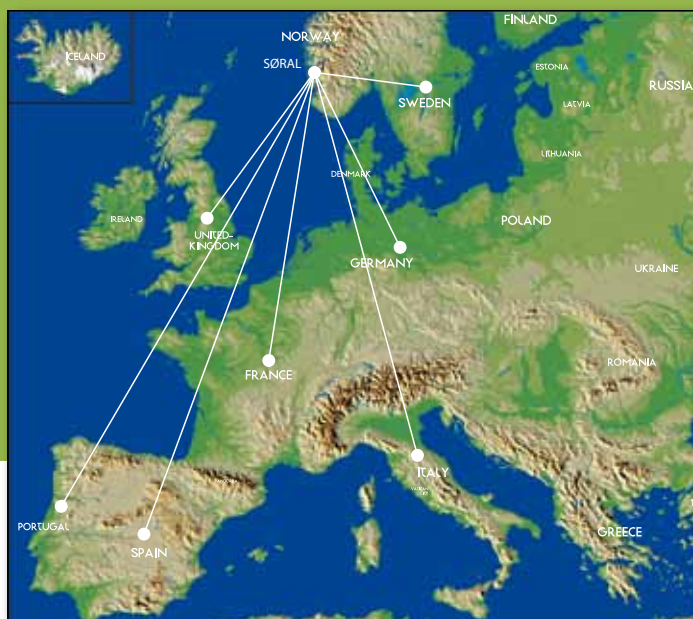 FINLAND
NORWAY
ICELAND
SØRAL
ESTONIA
RUSSIA
SWEDEN
LATVIA
LITHUANIA
DENMARK
IRELAND
POLAND
UNITED-
KINGDOM
GERMANY
UKRAINE
ROMANIA
FRANCE
ITALY
PORTUGAL
GREECE
SPAIN